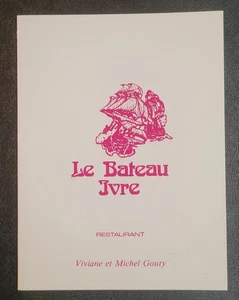 Le Bateau
Ivre
RESTAURANT
Viviane et Michel Gouty